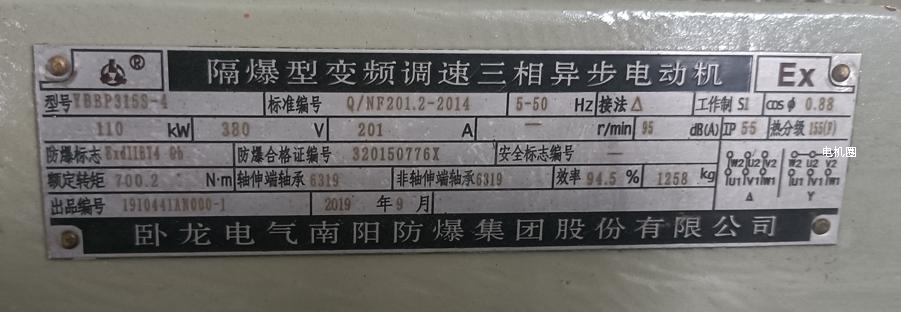 ® 隔爆型变频调速三相异步电动机 Ex
型号 YBBP315S-4 标准编号 Q/NF201.2-2014 5-50 Hz 接法 △ 工作制 S1 cosφ 0.88
110 kW 380 V 201 A — r/min 95 dB(A) IP 55 热分级 155(F)
防爆标志 ExdIIBT4 Gb 防爆合格证编号 320150776X 安全标志编号 —
额定转矩 700.2 N·m 轴伸端轴承 6319 非轴伸端轴承 6319 效率 94.5 % 1258 kg
W2 U2 V2 W2 U2 V2
电机圈
U1 V1 W1 U1 V1 W1
△ Y
出品编号 1910441AN000-1 2019 年 9 月
卧龙电气南阳防爆集团股份有限公司